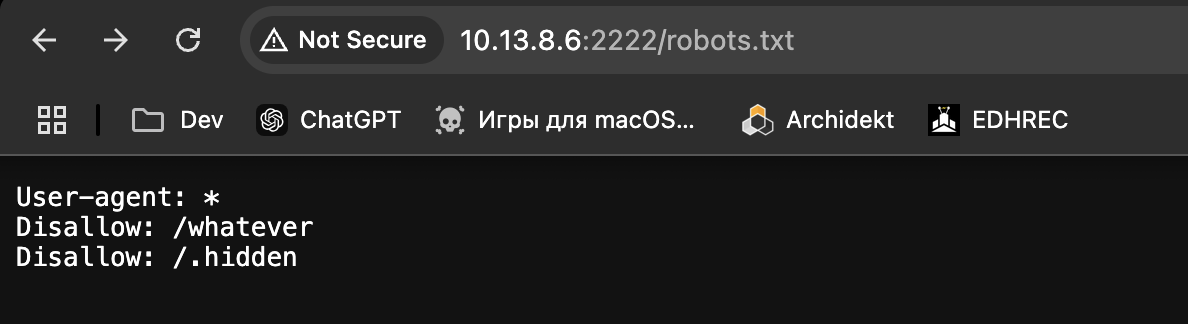 Not Secure 10.13.8.6:2222/robots.txt
Dev ChatGPT Игры для macOS... Archidekt EDHREC
User-agent: *
Disallow: /whatever
Disallow: /.hidden